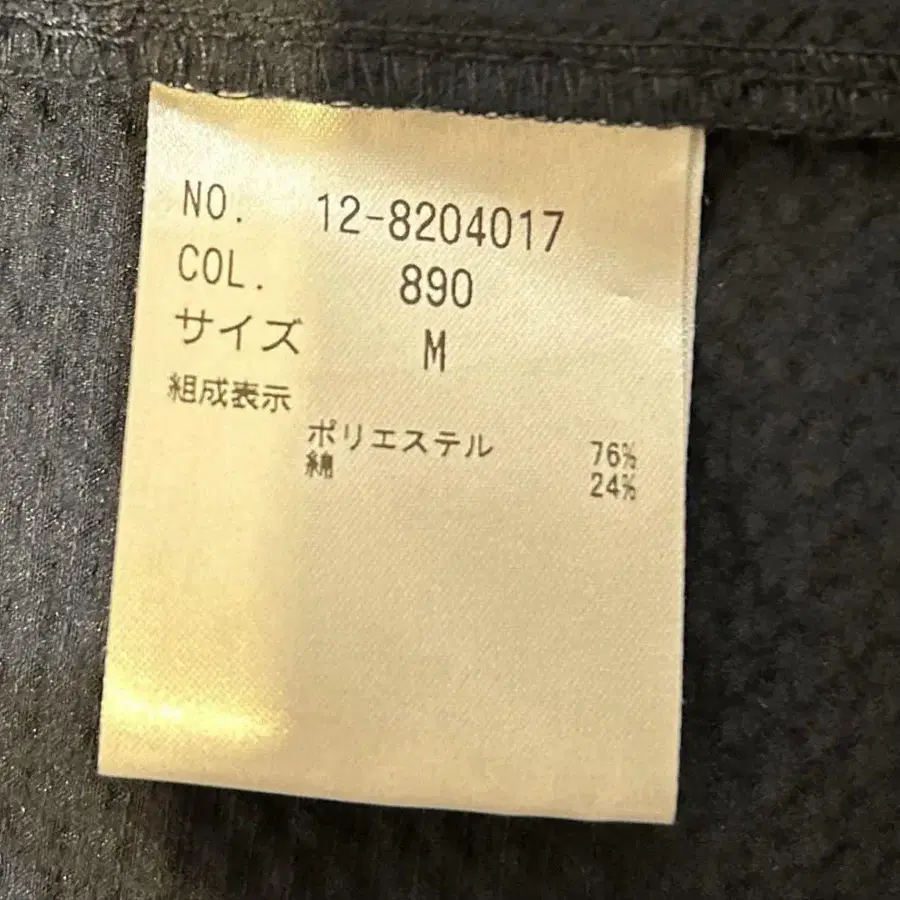 NO. 12-8204017
COL. 890
サイズ M
組成表示
ポリエステル 76%
綿 24%